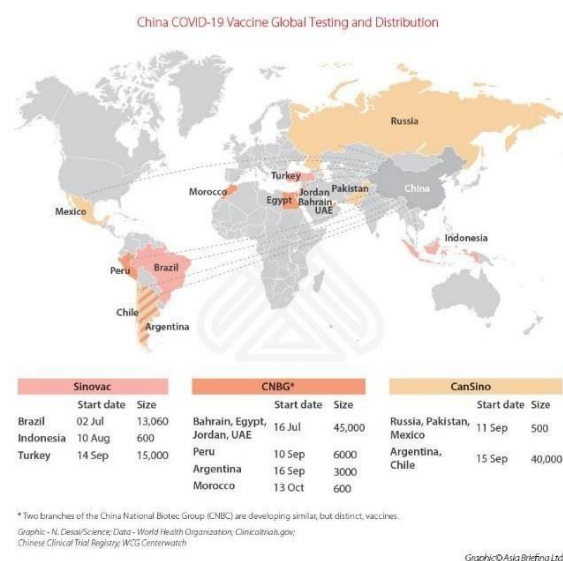 China COVID-19 Vaccine Global Testing and Distribution
Russia
Turkey
China
Morocco
Jordan
Pakistan
Egypt
Bahrain
UAE
Mexico
Indonesia
Peru
Brazil
Chile
Argentina
Sinovac
Start date Size
Brazil 02 Jul 13,060
Indonesia 10 Aug 600
Turkey 14 Sep 15,000
CNBG*
Start date Size
Bahrain, Egypt, Jordan, UAE 16 Jul 45,000
Peru 10 Sep 6000
Argentina 16 Sep 3000
Morocco 13 Oct 600
CanSino
Start date Size
Russia, Pakistan, Mexico 11 Sep 500
Argentina, Chile 15 Sep 40,000
* Two branches of the China National Biotec Group (CNBG) are developing similar, but distinct, vaccines.
Graphic - N. Desai/Science; Data - World Health Organization; Clinicaltrials.gov;
Chinese Clinical Trial Registry; WCG Centerwatch
Graphic© Asia Briefing Ltd.